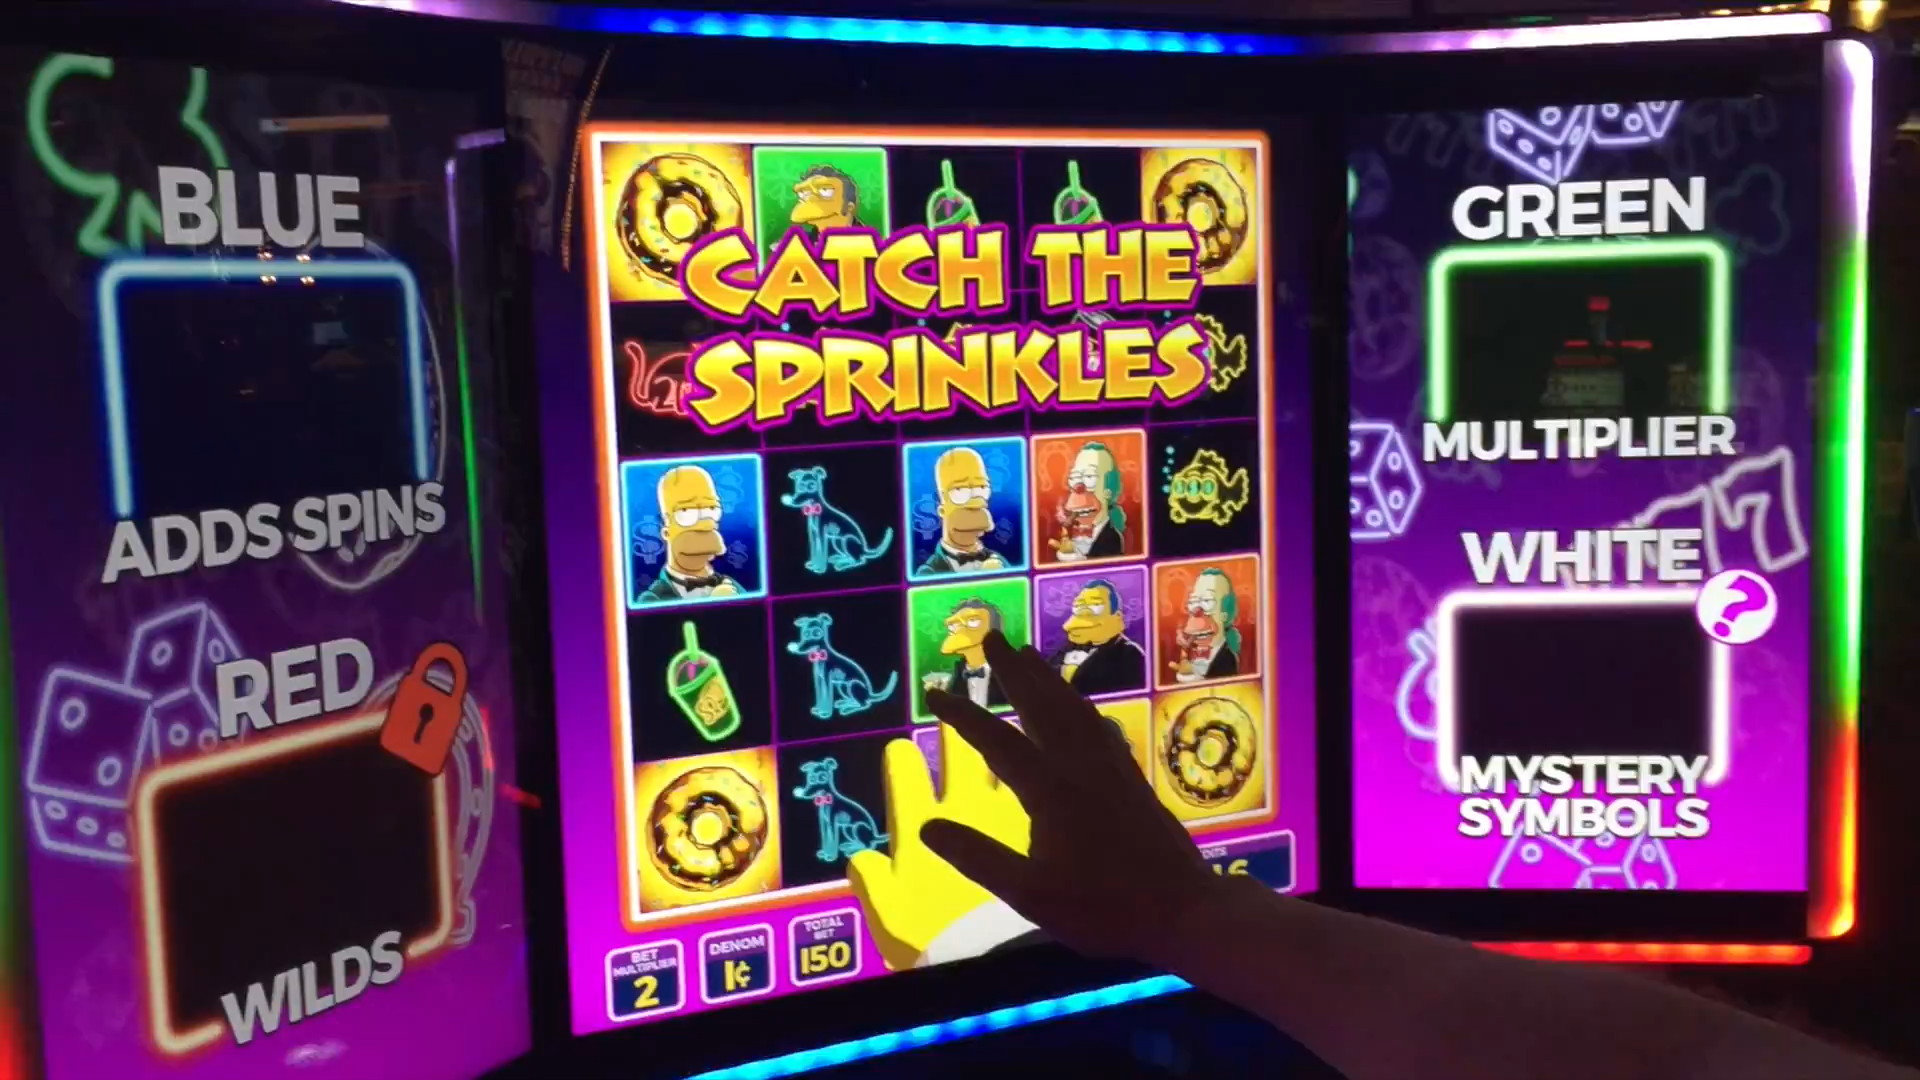 BLUE
ADDS SPINS
RED
WILDS
CATCH THE
SPRINKLES
BET
MULTIPLIER
2
DENOM
1¢
TOTAL
BET
150
GREEN
MULTIPLIER
WHITE
?
MYSTERY
SYMBOLS